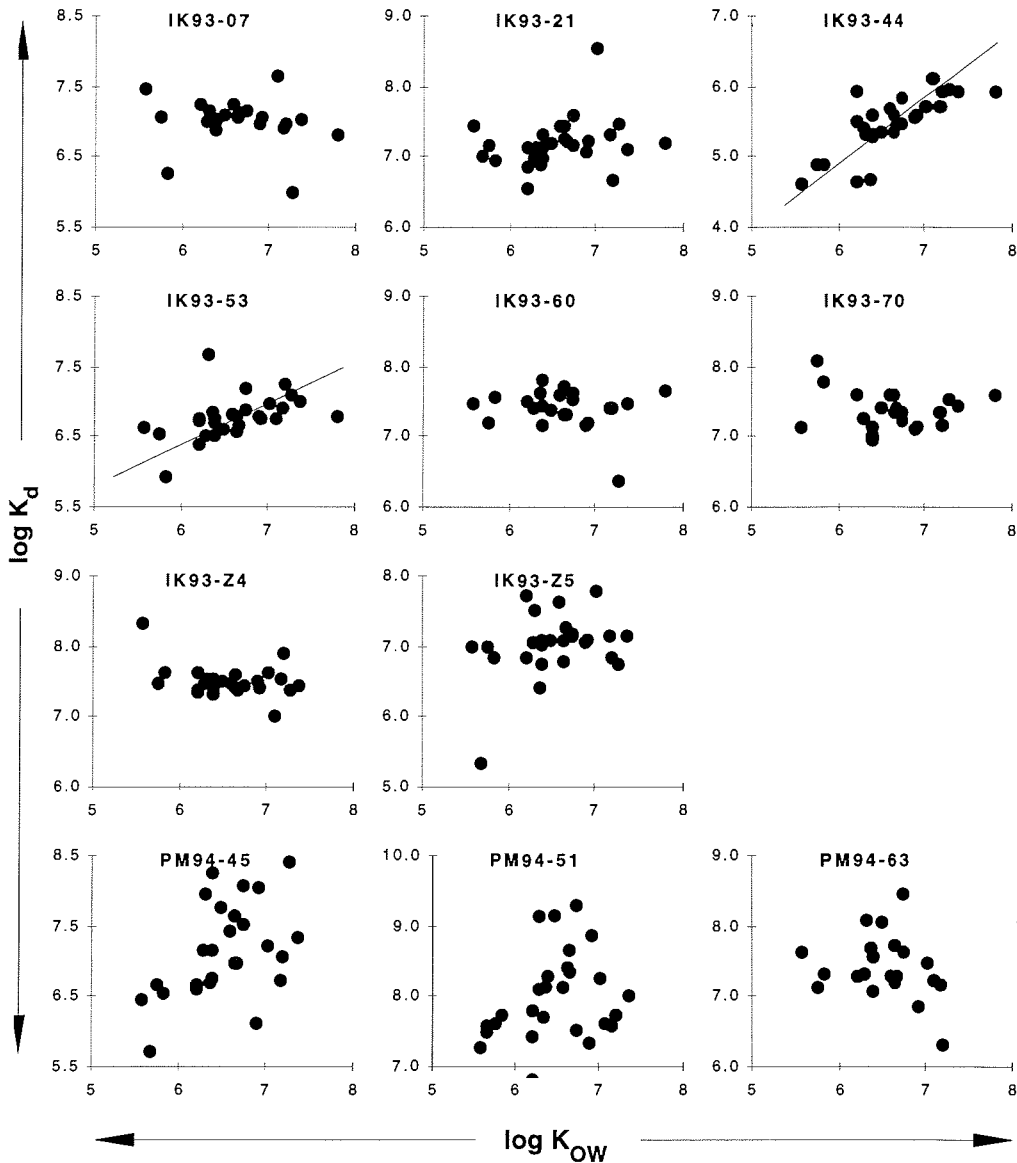 IK93-07 IK93-21 IK93-44
8.5 9.0 7.0
7.5 8.0 6.0
6.5 7.0 5.0
5.5 6.0 4.0
5 6 7 8 5 6 7 8 5 6 7 8
IK93-53 IK93-60 IK93-70
8.5 9.0 9.0
7.5 8.0 8.0
6.5 7.0 7.0
5.5 6.0 6.0
5 6 7 8 5 6 7 8 5 6 7 8
log Kd
IK93-Z4 IK93-Z5
9.0 8.0
8.0 7.0
7.0 6.0
6.0 5.0
5 6 7 8 5 6 7 8
PM94-45 PM94-51 PM94-63
8.5 10.0 9.0
7.5 9.0 8.0
6.5 8.0 7.0
5.5 7.0 6.0
5 6 7 8 5 6 7 8 5 6 7 8
log KOW